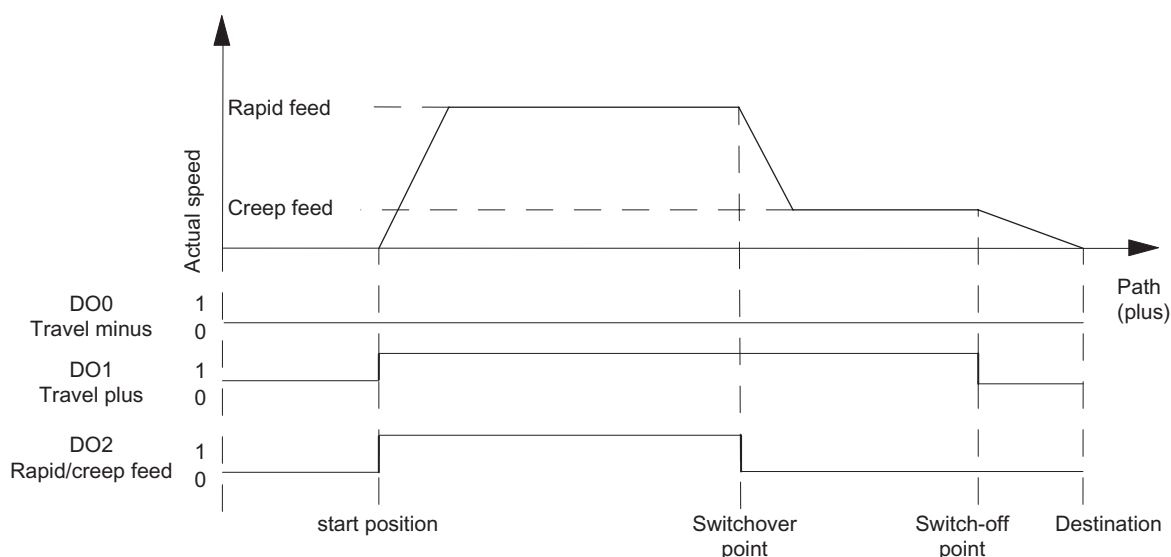 Rapid feed
Creep feed
Actual speed
Path
(plus)
DO0
Travel minus
1
0
DO1
Travel plus
1
0
DO2
Rapid/creep feed
1
0
start position
Switchover
point
Switch-off
point
Destination